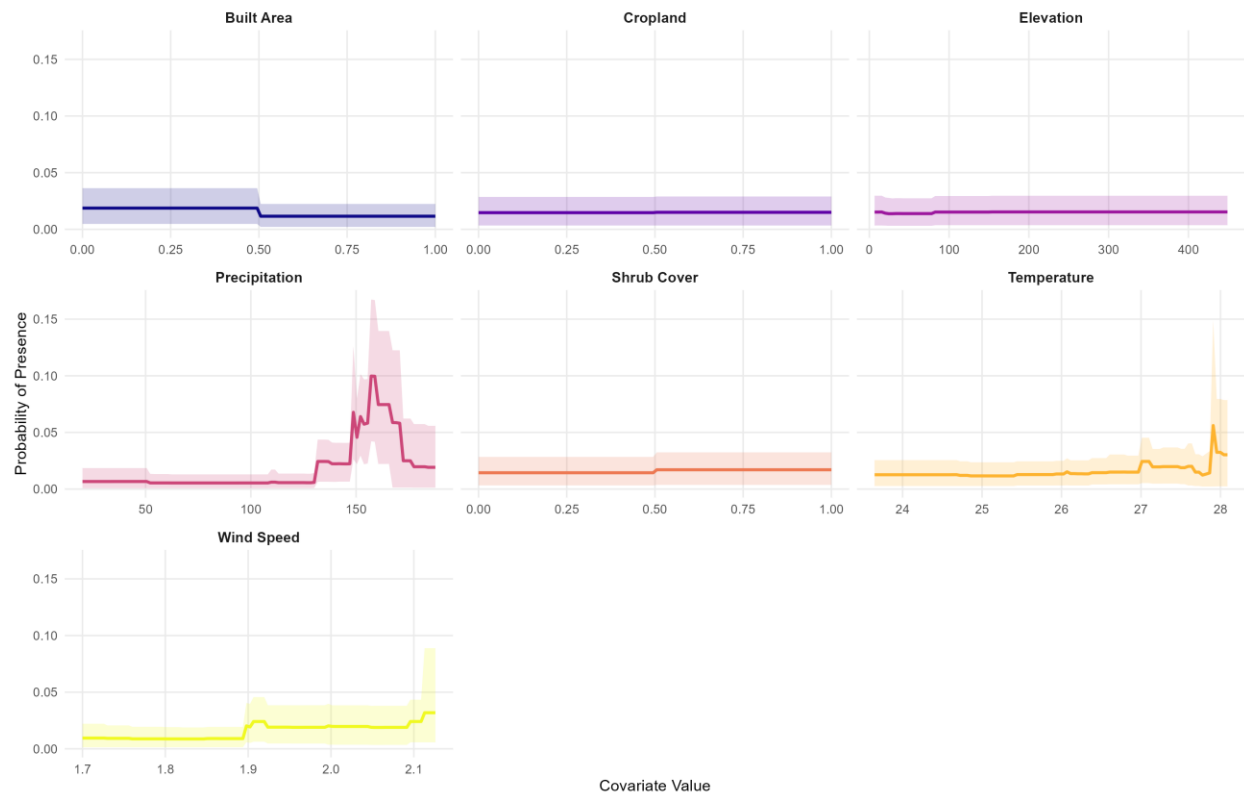 Built Area
Cropland
Elevation
0.15
0.10
0.05
0.00
0.00 0.25 0.50 0.75 1.00
0.00 0.25 0.50 0.75 1.00
0 100 200 300 400
Precipitation
Shrub Cover
Temperature
Probability of Presence
0.15
0.10
0.05
0.00
50 100 150
0.00 0.25 0.50 0.75 1.00
24 25 26 27 28
Wind Speed
0.15
0.10
0.05
0.00
1.7 1.8 1.9 2.0 2.1
Covariate Value